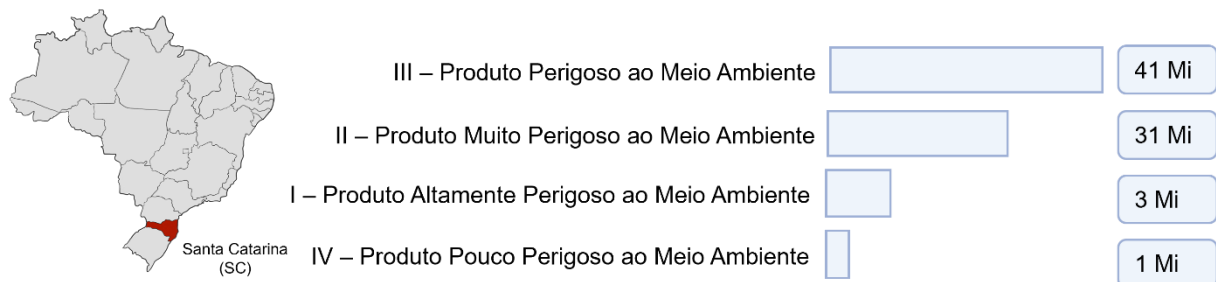 III – Produto Perigoso ao Meio Ambiente 41 Mi
II – Produto Muito Perigoso ao Meio Ambiente 31 Mi
I – Produto Altamente Perigoso ao Meio Ambiente 3 Mi
Santa Catarina
(SC)
IV – Produto Pouco Perigoso ao Meio Ambiente 1 Mi